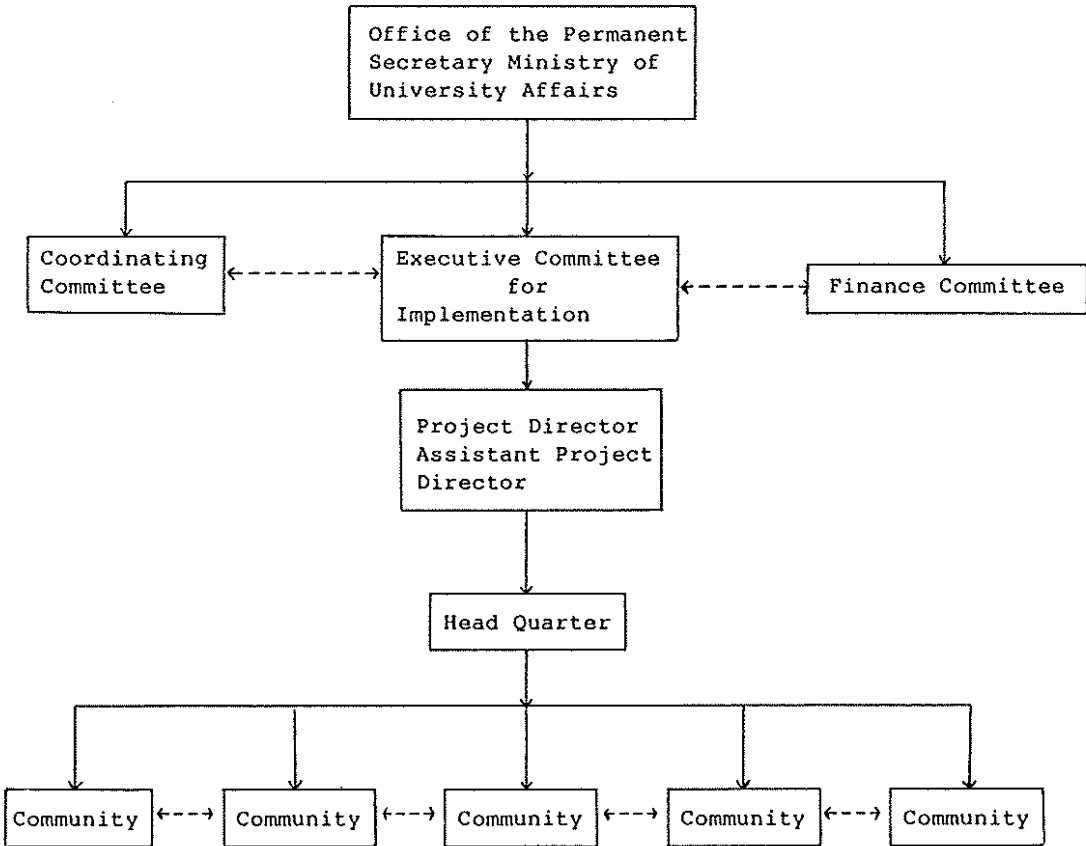 Office of the Permanent
Secretary Ministry of
University Affairs
Coordinating
Committee
Executive Committee
for
Implementation
Finance Committee
Project Director
Assistant Project
Director
Head Quarter
Community
Community
Community
Community
Community